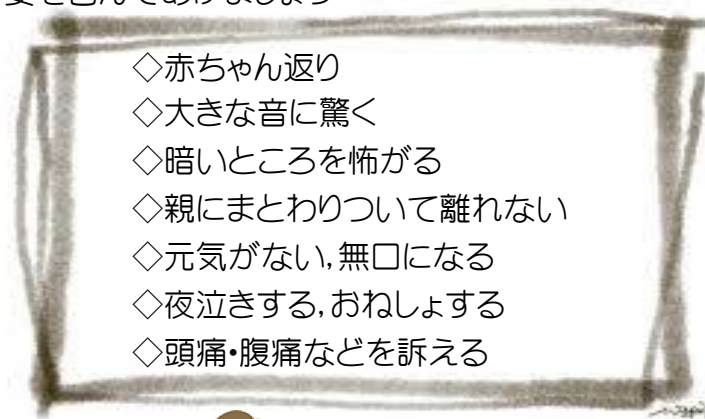 ◇赤ちゃん返り
◇大きな音に驚く
◇暗いところを怖がる
◇親にまとわりついて離れない
◇元気がない,無口になる
◇夜泣きする,おねしょする
◇頭痛・腹痛などを訴える